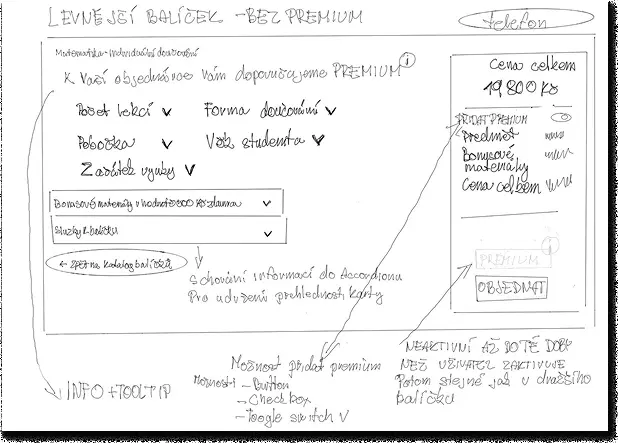 LEVNĚJŠÍ BALÍČEK - BEZ PREMIUM
telefon
Matematika - individuální doučování
K Vaší objednávce Vám doporučujeme PREMIUM i
Počet lekcí
Forma doučování
Pobočka
Věk studenta
Začátek výuky
Bonusové materiály v hodnotě Kč zdarma
Služby k balíčku
← ZPĚT na katalog balíčků
Cena celkem
19,800 Kč
PŘIDAT PREMIUM
Předmět
Bonusové materiály
Cena celkem
PREMIUM i
OBJEDNAT
Schování informací do Accordionu
Pro udržení přehlednosti karty
INFO + TOOLTIP
Možnost přidat premium
Možnosti - Button
- Checkbox
- Toogle switch V
NEAKTIVNÍ AŽ DO TÉ DOBY
NEŽ UŽIVATEL ZAKTIVUJE
Potom stejné jak u dražšího
balíčku